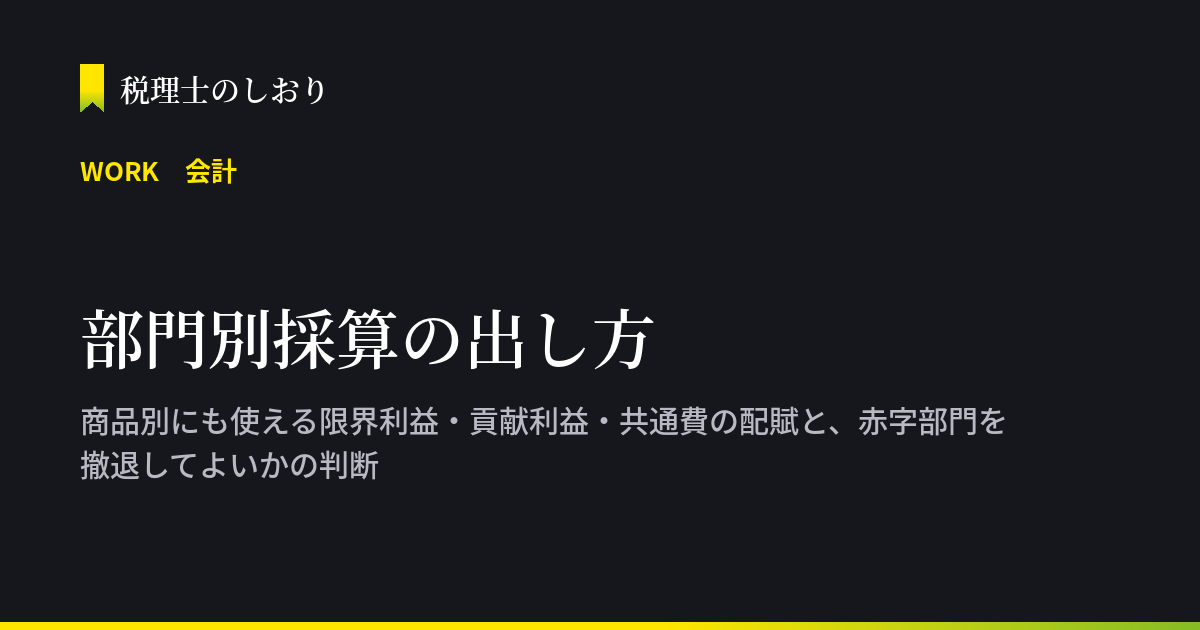 税理士のしおり
WORK　会計
部門別採算の出し方
商品別にも使える限界利益・貢献利益・共通費の配賦と、赤字部門を
撤退してよいかの判断